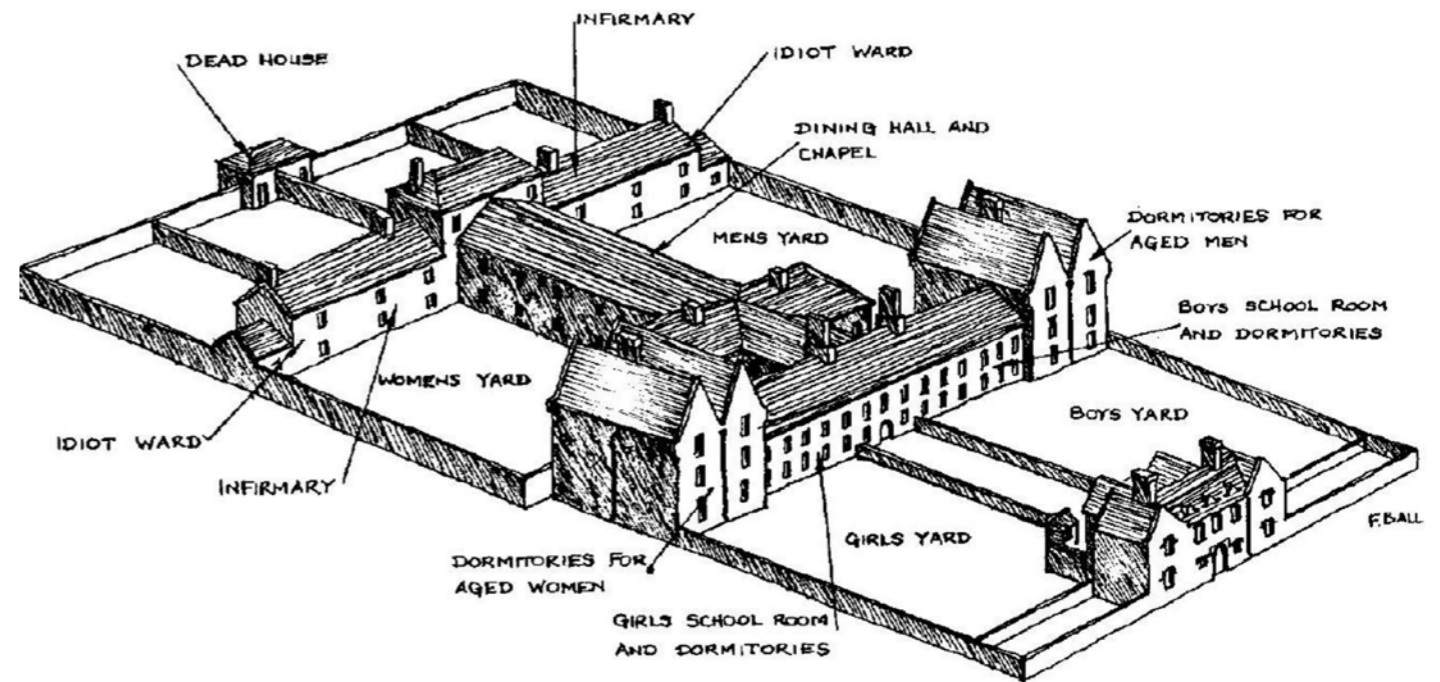 INFIRMARY
DEAD HOUSE
IDIOT WARD
DINING HALL AND
CHAPEL
DORMITORIES FOR
AGED MEN
MENS YARD
BOYS SCHOOL ROOM
AND DORMITORIES
WOMENS YARD
BOYS YARD
IDIOT WARD
INFIRMARY
GIRLS YARD
F.BALL
DORMITORIES FOR
AGED WOMEN
GIRLS SCHOOL ROOM
AND DORMITORIES